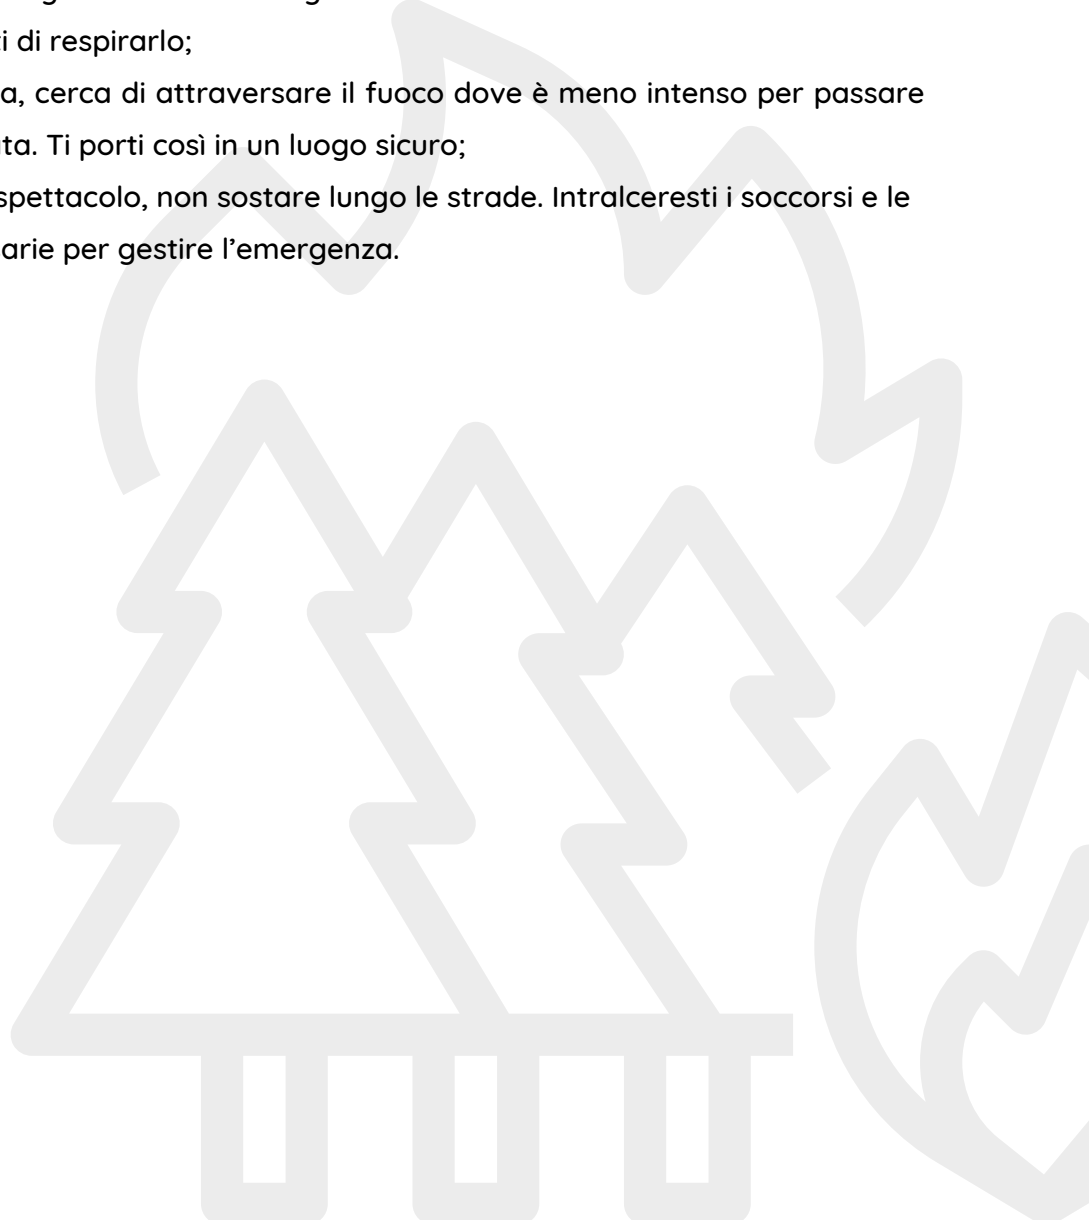 i di respirarlo;
a, cerca di attraversare il fuoco dove è meno intenso per passare
ta. Ti porti così in un luogo sicuro;
spettacolo, non sostare lungo le strade. Intralceresti i soccorsi e le
arie per gestire l’emergenza.